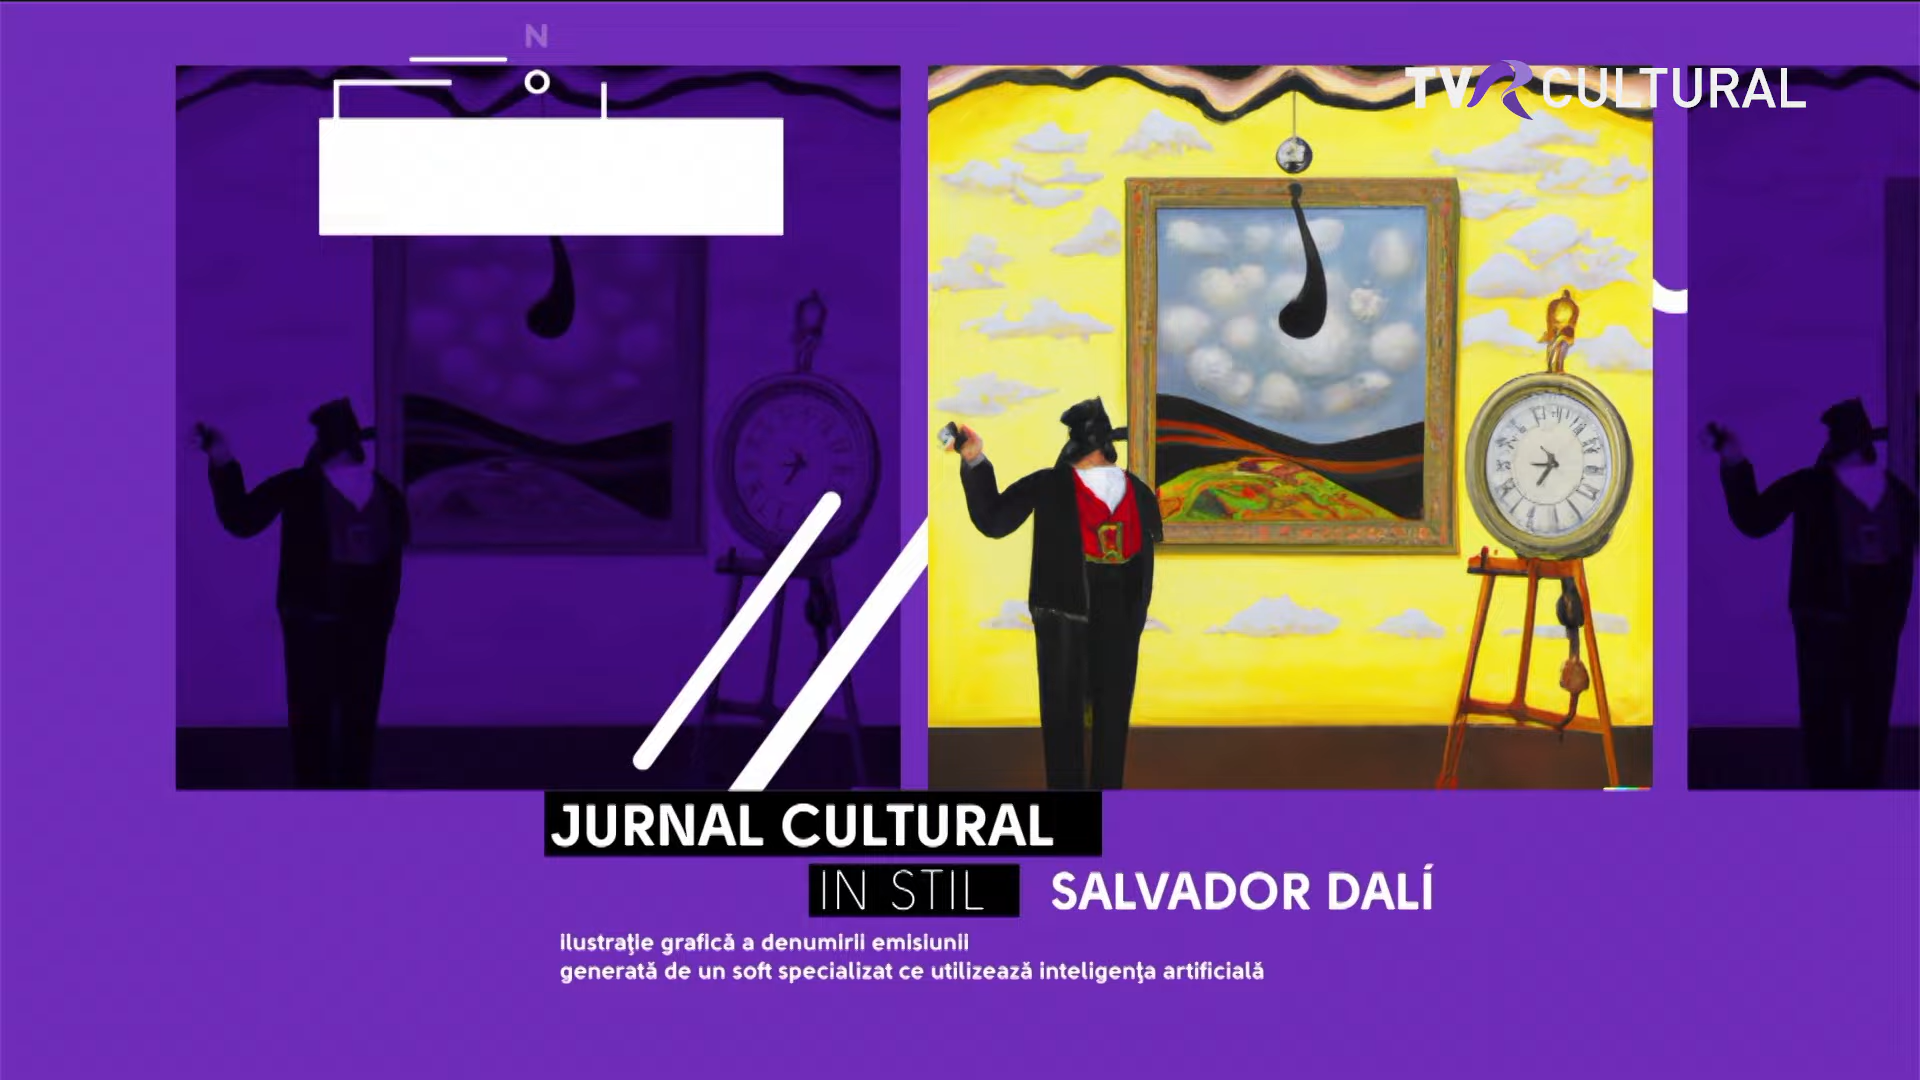 N
TVR CULTURAL
JURNAL CULTURAL
IN STIL SALVADOR DALÍ
ilustrație grafică a denumirii emisiunii
generată de un soft specializat ce utilizează inteligența artificială